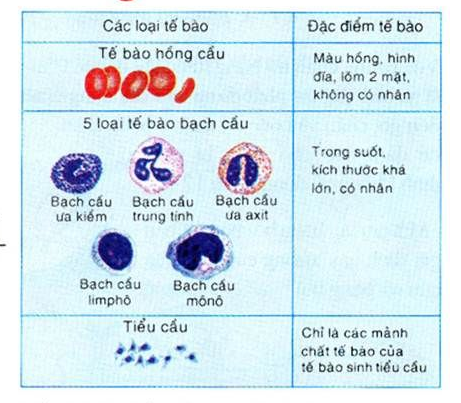 Các loại tế bào
Đặc điểm tế bào
Tế bào hồng cầu
Màu hồng, hình
đĩa, lõm 2 mặt,
không có nhân
5 loại tế bào bạch cầu
Bạch cầu
ưa kiềm
Bạch cầu
trung tính
Bạch cầu
ưa axit
Bạch cầu
limphô
Bạch cầu
mônô
Trong suốt,
kích thước khá
lớn, có nhân
Tiểu cầu
Chỉ là các mảnh
chất tế bào của
tế bào sinh tiểu cầu